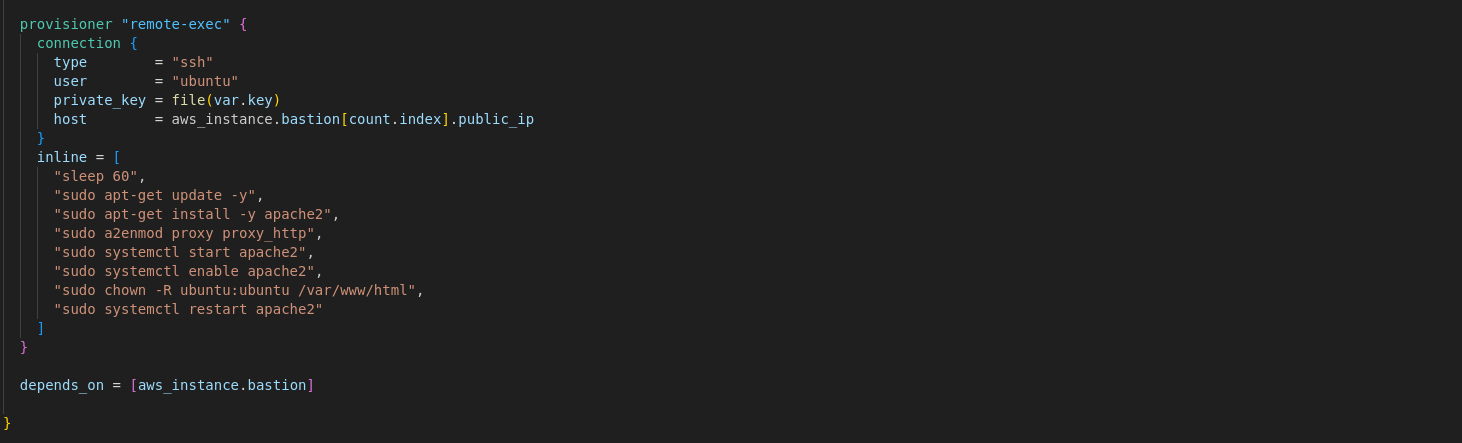 provisioner "remote-exec" {
connection {
type = "ssh"
user = "ubuntu"
private_key = file(var.key)
host = aws_instance.bastion[count.index].public_ip
}
inline = [
"sleep 60",
"sudo apt-get update -y",
"sudo apt-get install -y apache2",
"sudo a2enmod proxy proxy_http",
"sudo systemctl start apache2",
"sudo systemctl enable apache2",
"sudo chown -R ubuntu:ubuntu /var/www/html",
"sudo systemctl restart apache2"
]
}
depends_on = [aws_instance.bastion]
}